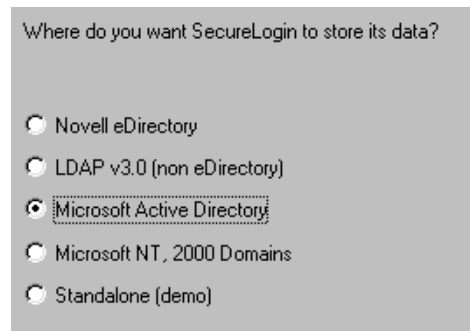 Where do you want SecureLogin to store its data?
Novell eDirectory
LDAP v3.0 (non eDirectory)
Microsoft Active Directory
Microsoft NT, 2000 Domains
Standalone (demo)